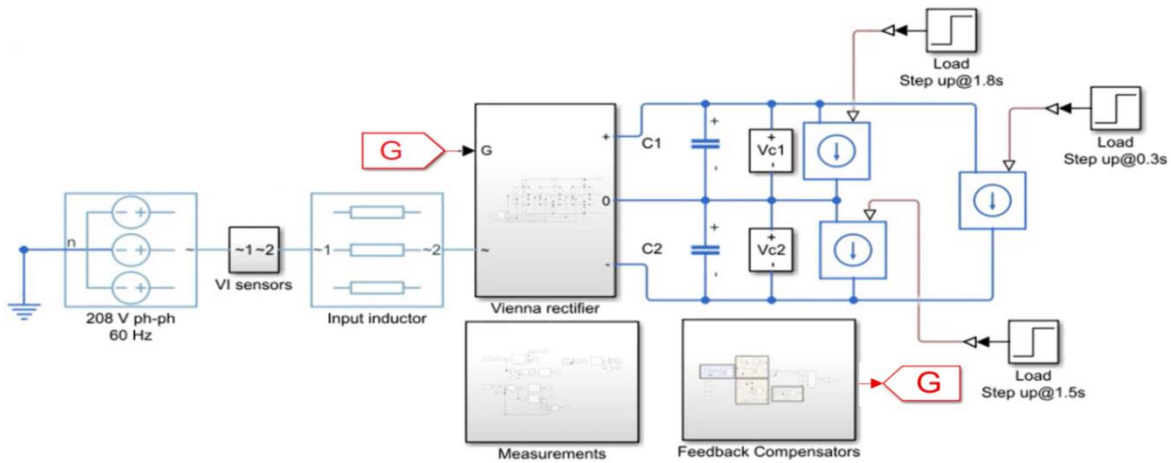 Load
Step up@1.8s
Load
Step up@0.3s
G
G
+
0
-
~
C1
+
-
Vc1
+
-
C2
+
-
Vc2
+
-
n
- +
- +
- +
~
208 V ph-ph
60 Hz
~1 ~2
VI sensors
~1
~2
Input inductor
Vienna rectifier
Measurements
Feedback Compensators
G
Load
Step up@1.5s